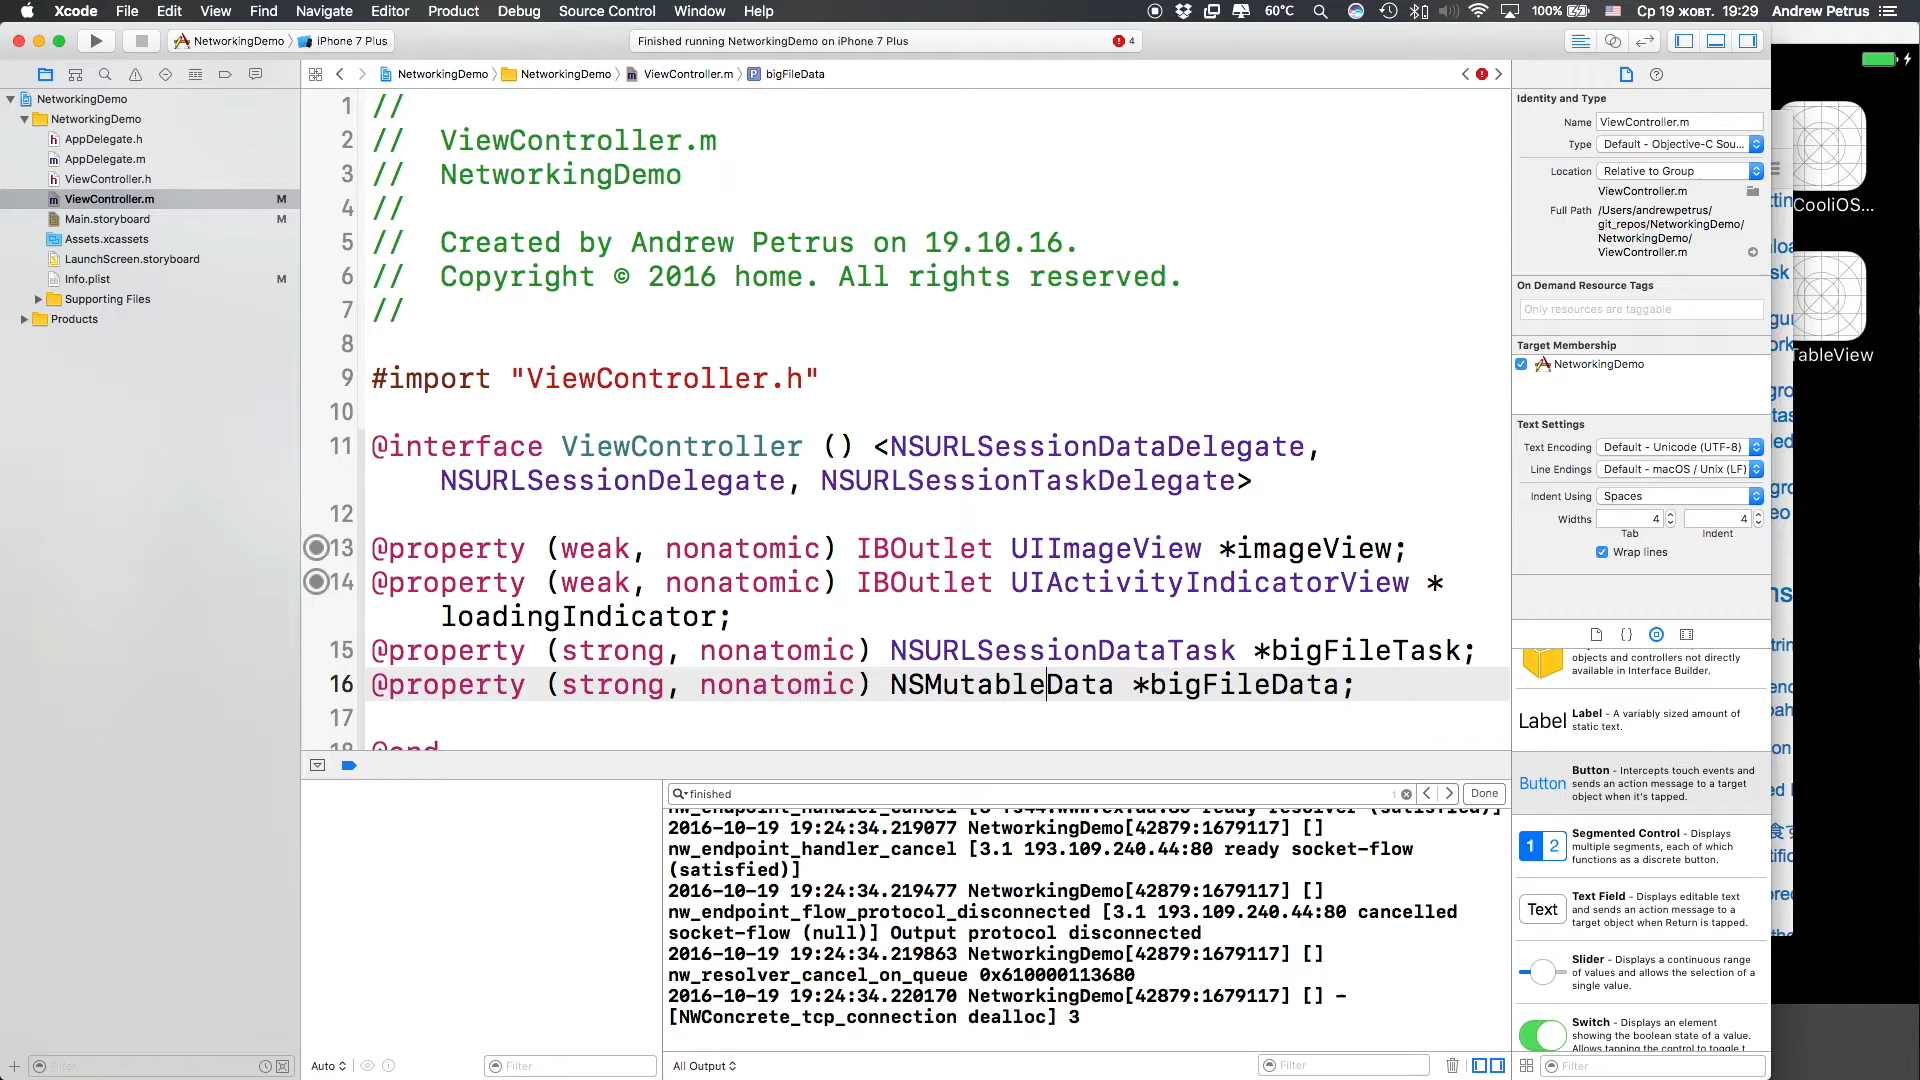 Xcode File Edit View Find Navigate Editor Product Debug Source Control Window Help 60°C 100% Ср 19 жовт. 19:29 Andrew Petrus
NetworkingDemo iPhone 7 Plus Finished running NetworkingDemo on iPhone 7 Plus 4
NetworkingDemo NetworkingDemo ViewController.m bigFileData
NetworkingDemo
NetworkingDemo
AppDelegate.h
AppDelegate.m
ViewController.h
ViewController.m M
Main.storyboard M
Assets.xcassets
LaunchScreen.storyboard
Info.plist M
Supporting Files
Products
Filter
1 //
2 // ViewController.m
3 // NetworkingDemo
4 //
5 // Created by Andrew Petrus on 19.10.16.
6 // Copyright © 2016 home. All rights reserved.
7 //
8
9 #import "ViewController.h"
10
11 @interface ViewController () <NSURLSessionDataDelegate,
NSURLSessionDelegate, NSURLSessionTaskDelegate>
12
13 @property (weak, nonatomic) IBOutlet UIImageView *imageView;
14 @property (weak, nonatomic) IBOutlet UIActivityIndicatorView *
loadingIndicator;
15 @property (strong, nonatomic) NSURLSessionDataTask *bigFileTask;
16 @property (strong, nonatomic) NSMutableData *bigFileData;
17
18 @end
finished 1 Done
2016-10-19 19:24:34.219077 NetworkingDemo[42879:1679117] []
nw_endpoint_handler_cancel [3.1 193.109.240.44:80 ready socket-flow
(satisfied)]
2016-10-19 19:24:34.219477 NetworkingDemo[42879:1679117] []
nw_endpoint_flow_protocol_disconnected [3.1 193.109.240.44:80 cancelled
socket-flow (null)] Output protocol disconnected
2016-10-19 19:24:34.219863 NetworkingDemo[42879:1679117] []
nw_resolver_cancel_on_queue 0x610000113680
2016-10-19 19:24:34.220170 NetworkingDemo[42879:1679117] [] -
[NWConcrete_tcp_connection dealloc] 3
Auto Filter All Output Filter
Identity and Type
Name ViewController.m
Type Default - Objective-C Sou...
Location Relative to Group
ViewController.m
Full Path /Users/andrewpetrus/
git_repos/NetworkingDemo/
NetworkingDemo/
ViewController.m
On Demand Resource Tags
Only resources are taggable
Target Membership
NetworkingDemo
Text Settings
Text Encoding Default - Unicode (UTF-8)
Line Endings Default - macOS / Unix (LF)
Indent Using Spaces
Widths 4 4
Tab Indent
Wrap lines
objects and controllers not directly
available in Interface Builder.
Label Label - A variably sized amount of
static text.
Button Button - Intercepts touch events and
sends an action message to a target
object when it's tapped.
1 2 Segmented Control - Displays
multiple segments, each of which
functions as a discrete button.
Text Text Field - Displays editable text
and sends an action message to a
target object when Return is tapped.
Slider - Displays a continuous range
of values and allows the selection of a
single value.
Switch - Displays an element
showing the boolean state of a value.
Allows tapping the control to toggle t...
Filter
CooliOS...
TableView